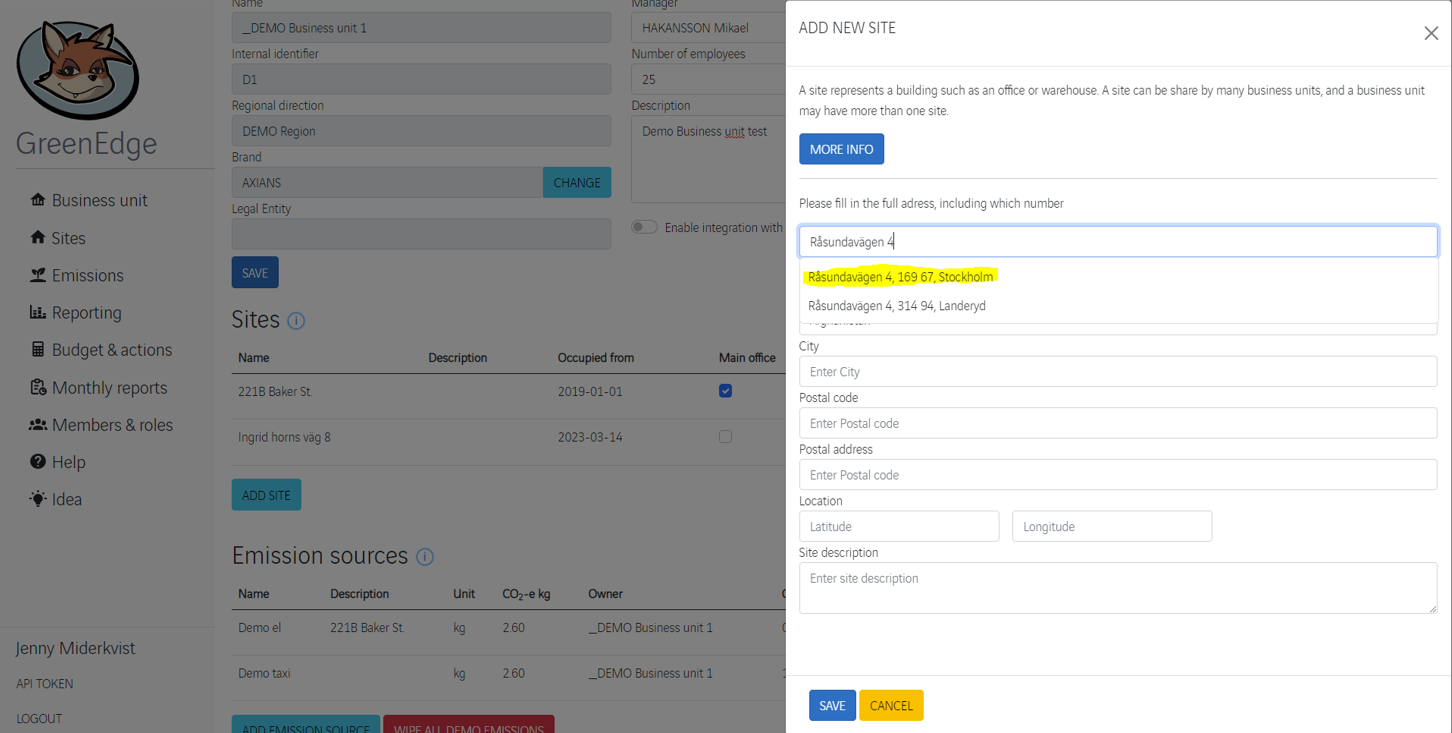 GreenEdge
Business unit
Sites
Emissions
Reporting
Budget & actions
Monthly reports
Members & roles
Help
Idea
Jenny Miderkvist
API TOKEN
LOGOUT
Name
_DEMO Business unit 1
Internal identifier
D1
Regional direction
DEMO Region
Brand
AXIANS
CHANGE
Legal Entity
SAVE
Manager
HAKANSSON Mikael
Number of employees
25
Description
Demo Business unit test
Enable integration with
Sites
Name Description Occupied from Main office
221B Baker St. 2019-01-01
Ingrid horns väg 8 2023-03-14
ADD SITE
Emission sources
Name Description Unit CO₂-e kg Owner
Demo el 221B Baker St. kg 2.60 _DEMO Business unit 1
Demo taxi kg 2.60 _DEMO Business unit 1
ADD EMISSION SOURCE WIPE ALL DEMO EMISSIONS
ADD NEW SITE
A site represents a building such as an office or warehouse. A site can be share by many business units, and a business unit
may have more than one site.
MORE INFO
Please fill in the full adress, including which number
Råsundavägen 4
Råsundavägen 4, 169 67, Stockholm
Råsundavägen 4, 314 94, Landeryd
City
Enter City
Postal code
Enter Postal code
Postal address
Enter Postal code
Location
Latitude Longitude
Site description
Enter site description
SAVE CANCEL